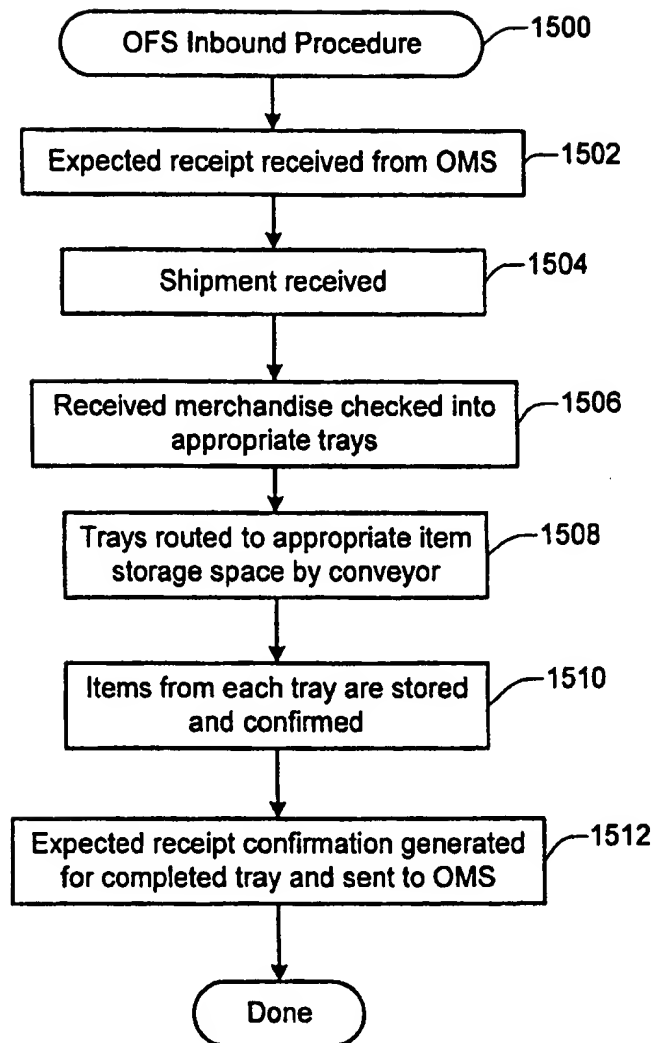 OFS Inbound Procedure
1500
Expected receipt received from OMS
1502
Shipment received
1504
Received merchandise checked into
appropriate trays
1506
Trays routed to appropriate item
storage space by conveyor
1508
Items from each tray are stored
and confirmed
1510
Expected receipt confirmation generated
for completed tray and sent to OMS
1512
Done